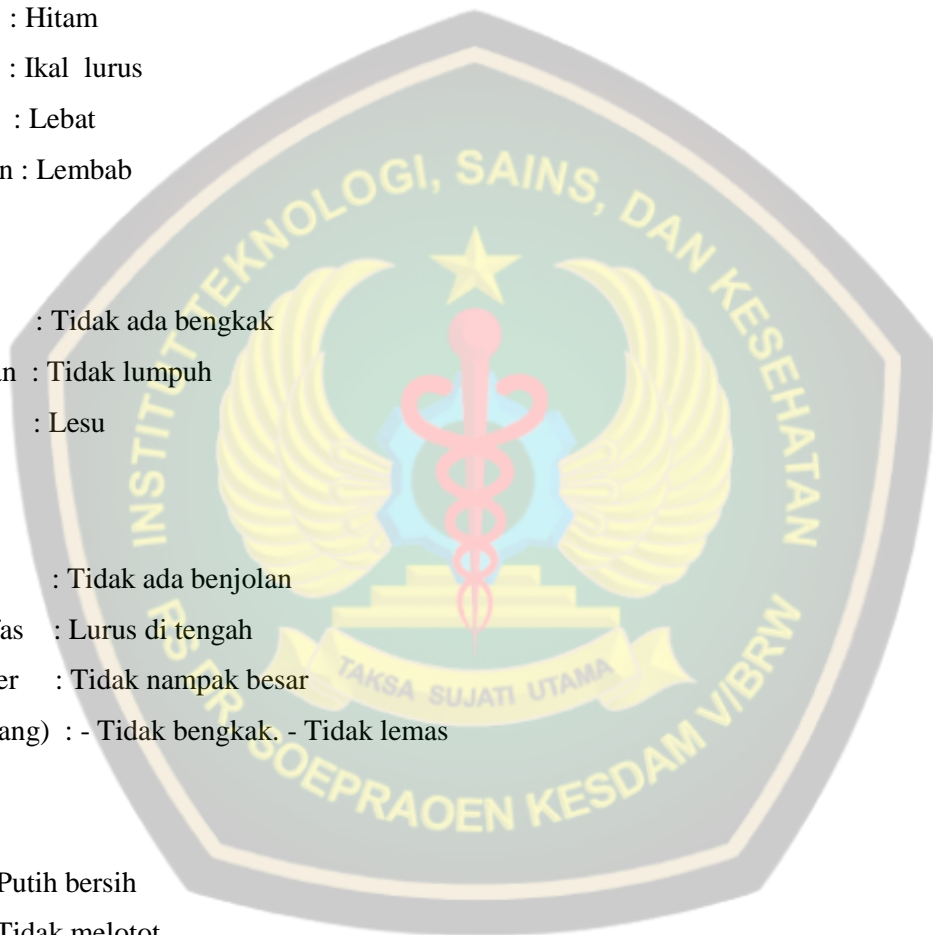 : Hitam
: Ikal lurus
: Lebat
n : Lembab
: Tidak ada bengkak
an : Tidak lumpuh
: Lesu
: Tidak ada benjolan
fas : Lurus di tengah
er : Tidak nampak besar
ang) : - Tidak bengkak. - Tidak lemas
Putih bersih
Tidak melotot
INSTITUT TEKNOLOGI, SAINS, DAN KESEHATAN
RS DR. SOEPRAOEN KESDAM V/BRW
TAKSA SUJATI UTAMA